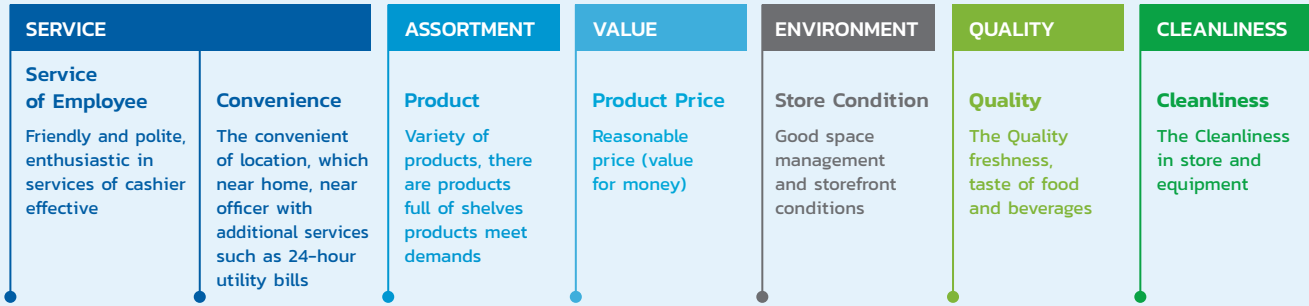 SERVICE
Service
of Employee
Friendly and polite,
enthusiastic in
services of cashier
effective
Convenience
The convenient
of location, which
near home, near
officer with
additional services
such as 24-hour
utility bills
ASSORTMENT
Product
Variety of
products, there
are products
full of shelves
products meet
demands
VALUE
Product Price
Reasonable
price (value
for money)
ENVIRONMENT
Store Condition
Good space
management
and storefront
conditions
QUALITY
Quality
The Quality
freshness,
taste of food
and beverages
CLEANLINESS
Cleanliness
The Cleanliness
in store and
equipment